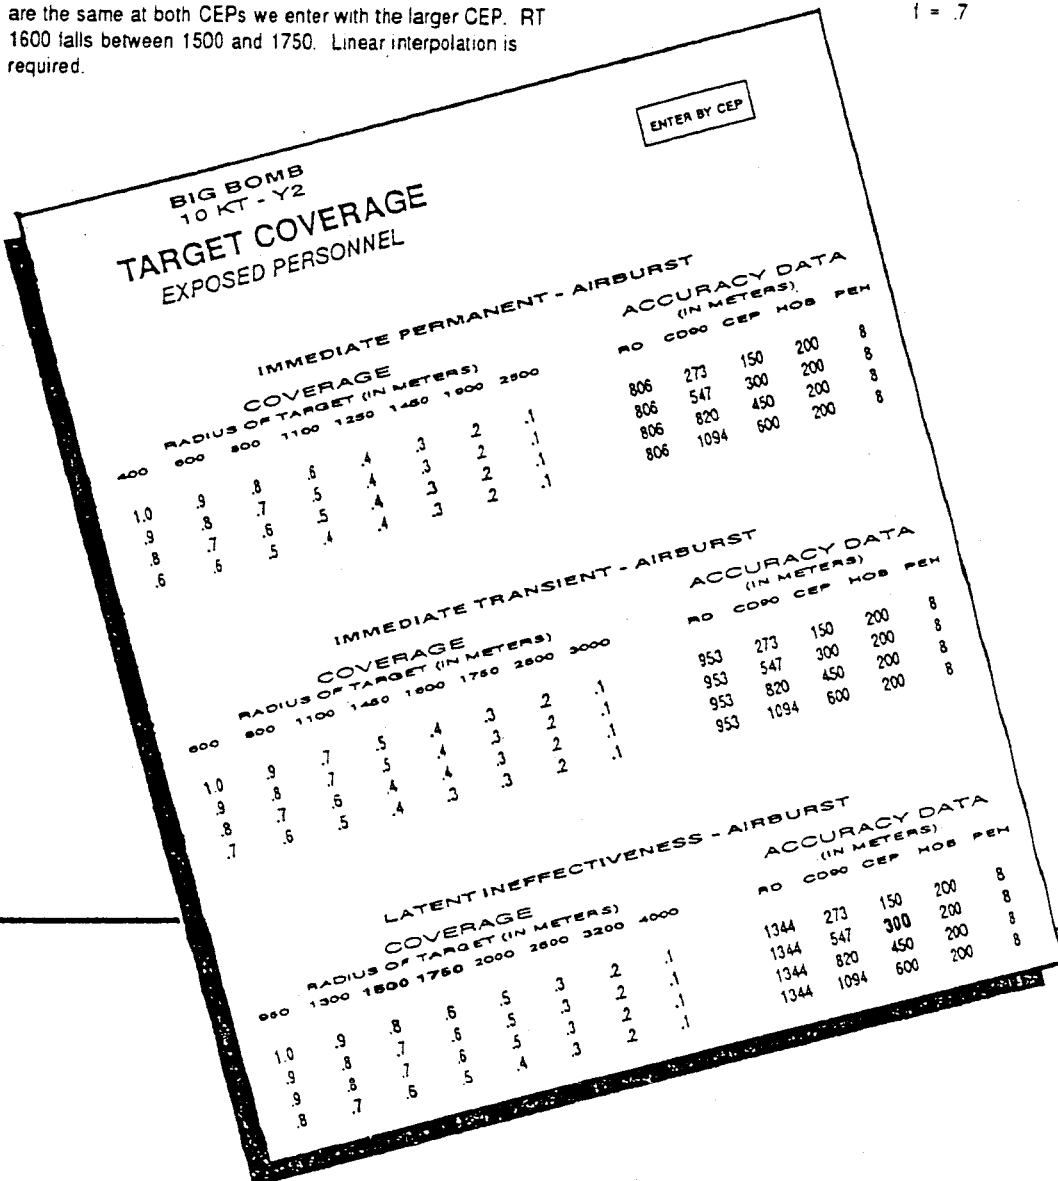 are the same at both CEPs we enter with the larger CEP. RT
1600 falls between 1500 and 1750. Linear interpolation is
required.
f = .7
ENTER BY CEP
BIG BOMB
10 KT - Y2
TARGET COVERAGE
EXPOSED PERSONNEL
IMMEDIATE PERMANENT - AIRBURST
COVERAGE ACCURACY DATA
RADIUS OF TARGET (IN METERS) (IN METERS)
400 600 800 1100 1250 1450 1900 2500 RD CD90 CEP HOB PEH
1.0 .9 .8 .6 .4 .3 .2 .1 806 273 150 200 8
.9 .8 .7 .5 .4 .3 .2 .1 806 547 300 200 8
.8 .7 .6 .5 .4 .3 .2 .1 806 820 450 200 8
.6 .6 .5 .4 .4 .3 .2 .1 806 1094 600 200 8
IMMEDIATE TRANSIENT - AIRBURST
COVERAGE ACCURACY DATA
RADIUS OF TARGET (IN METERS) (IN METERS)
600 800 1100 1450 1600 1750 2500 3000 RD CD90 CEP HOB PEH
1.0 .9 .7 .5 .4 .3 .2 .1 953 273 150 200 8
.9 .8 .7 .5 .4 .3 .2 .1 953 547 300 200 8
.8 .7 .6 .4 .4 .3 .2 .1 953 820 450 200 8
.7 .6 .5 .4 .3 .3 .2 .1 953 1094 600 200 8
LATENT INEFFECTIVENESS - AIRBURST
COVERAGE ACCURACY DATA
RADIUS OF TARGET (IN METERS) (IN METERS)
950 1300 1500 1750 2000 2600 3200 4000 RD CD90 CEP HOB PEH
1.0 .9 .8 .6 .5 .3 .2 .1 1344 273 150 200 8
.9 .8 .7 .6 .5 .3 .2 .1 1344 547 300 200 8
.9 .8 .7 .6 .5 .3 .2 .1 1344 820 450 200 8
.8 .7 .6 .5 .4 .3 .2 .1 1344 1094 600 200 8